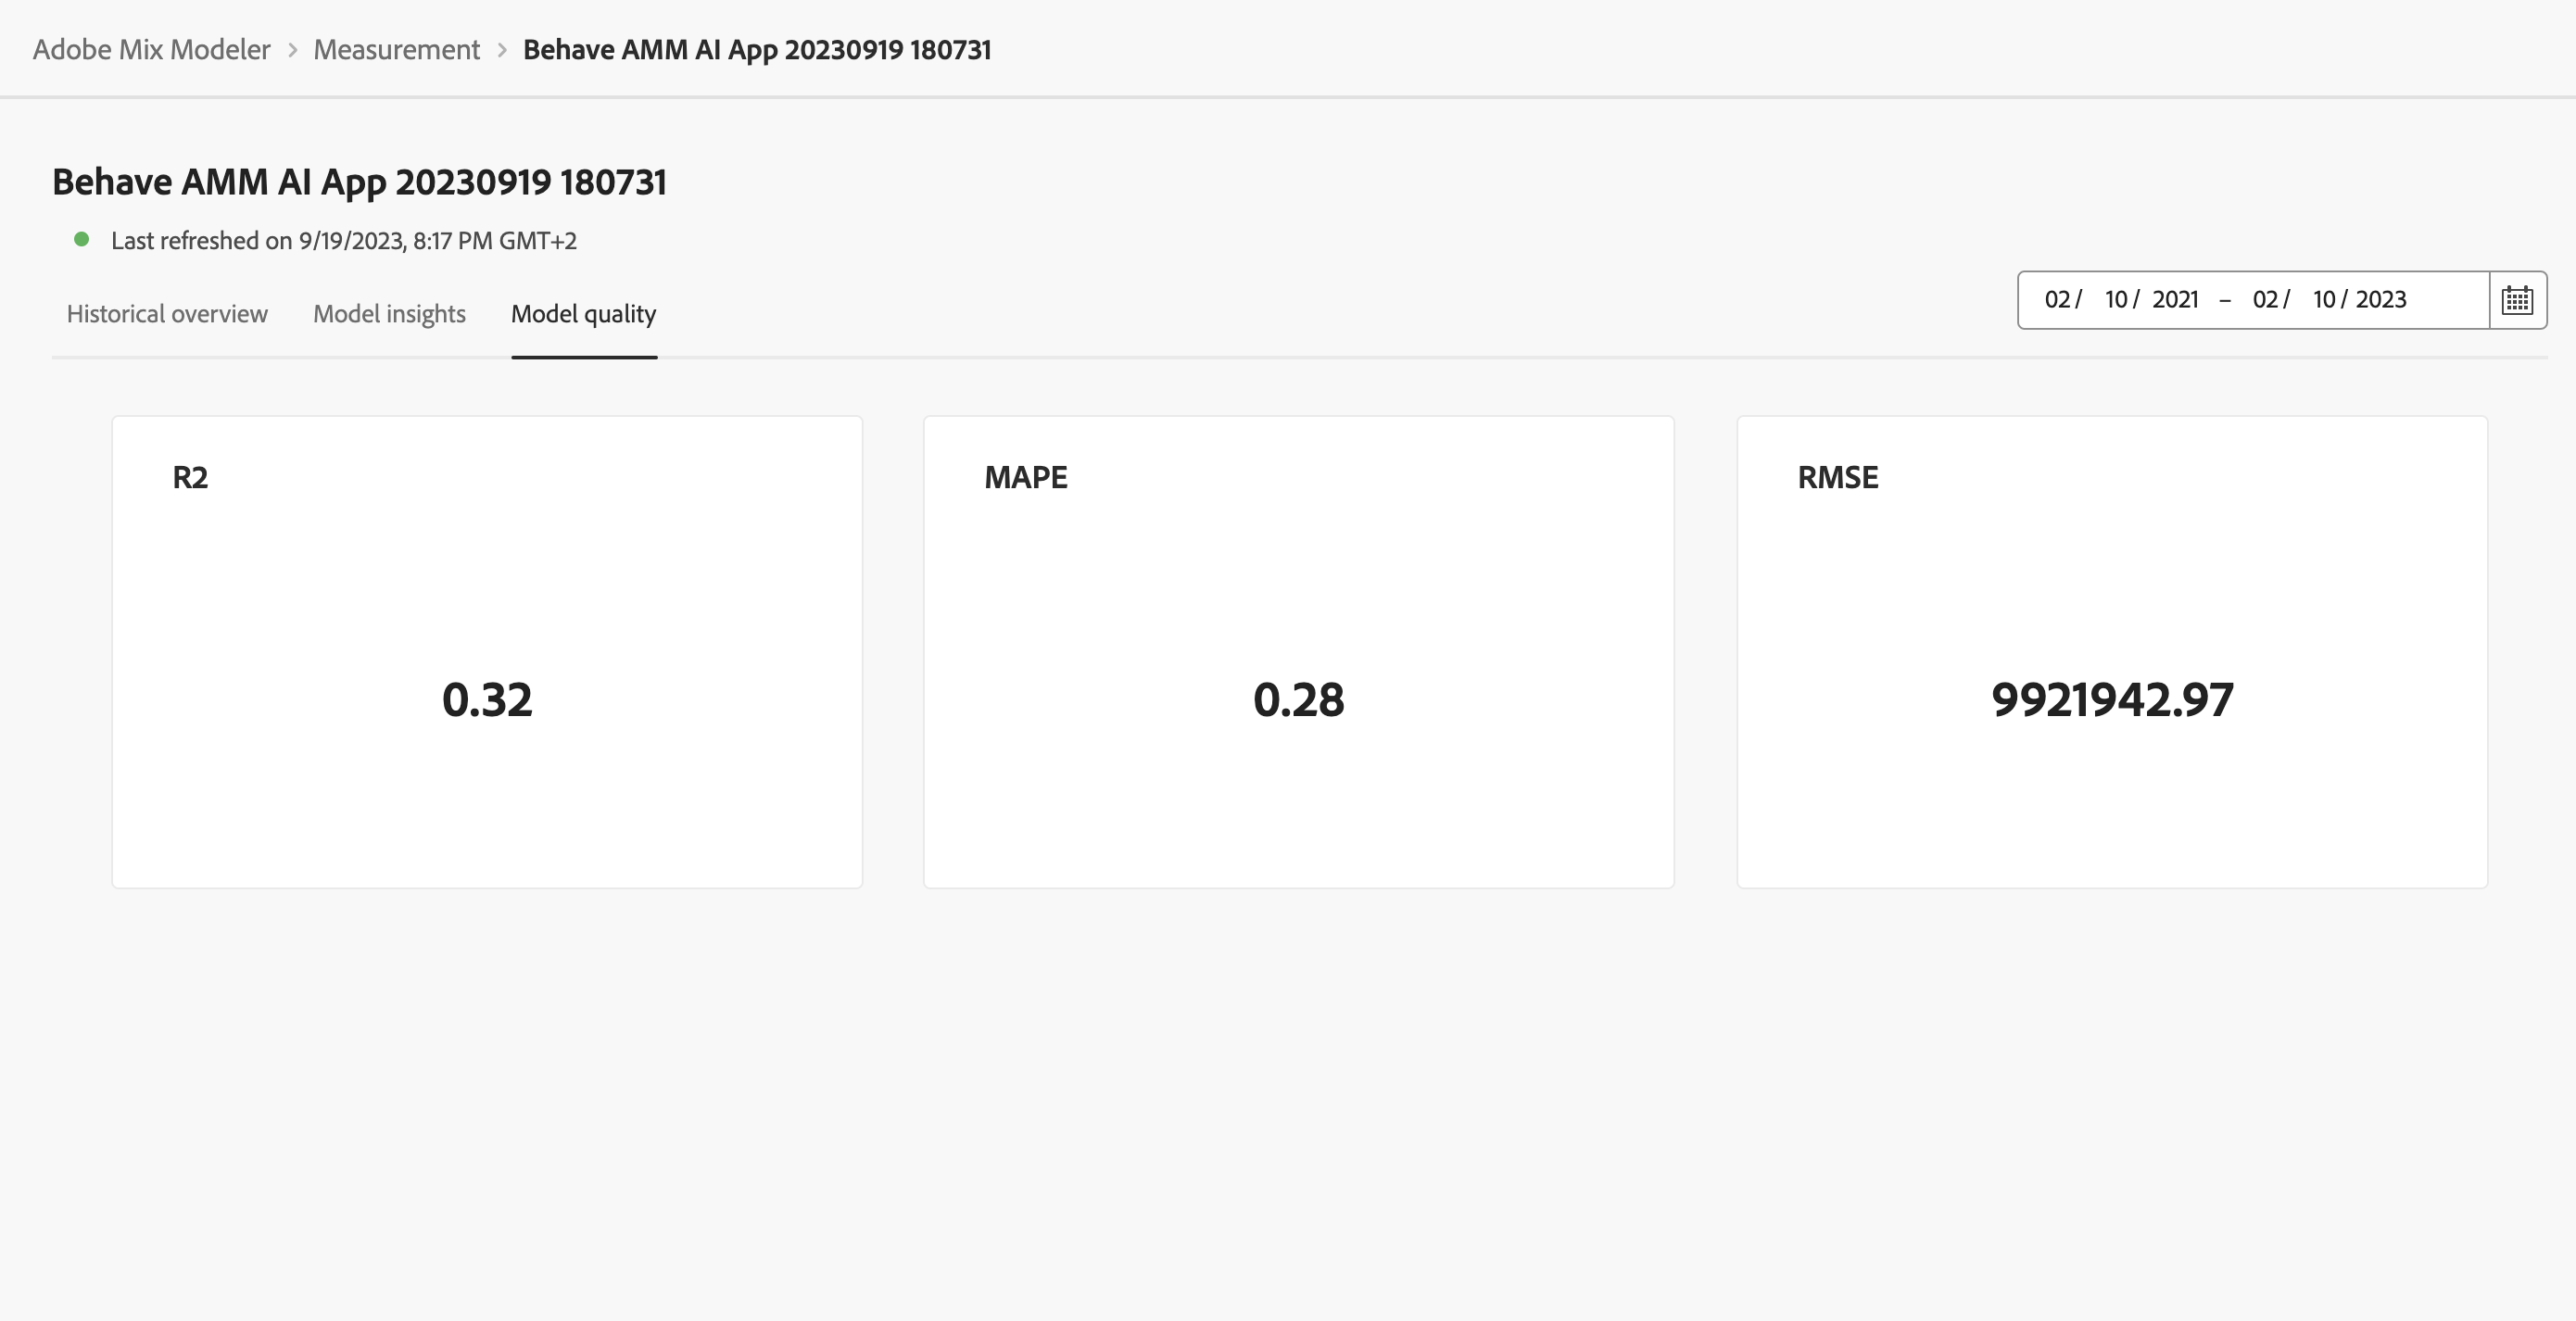 Adobe Mix Modeler > Measurement > Behave AMM AI App 20230919 180731
Behave AMM AI App 20230919 180731
Last refreshed on 9/19/2023, 8:17 PM GMT+2
Historical overview Model insights Model quality
02 / 10 / 2021 – 02 / 10 / 2023
R2
0.32
MAPE
0.28
RMSE
9921942.97